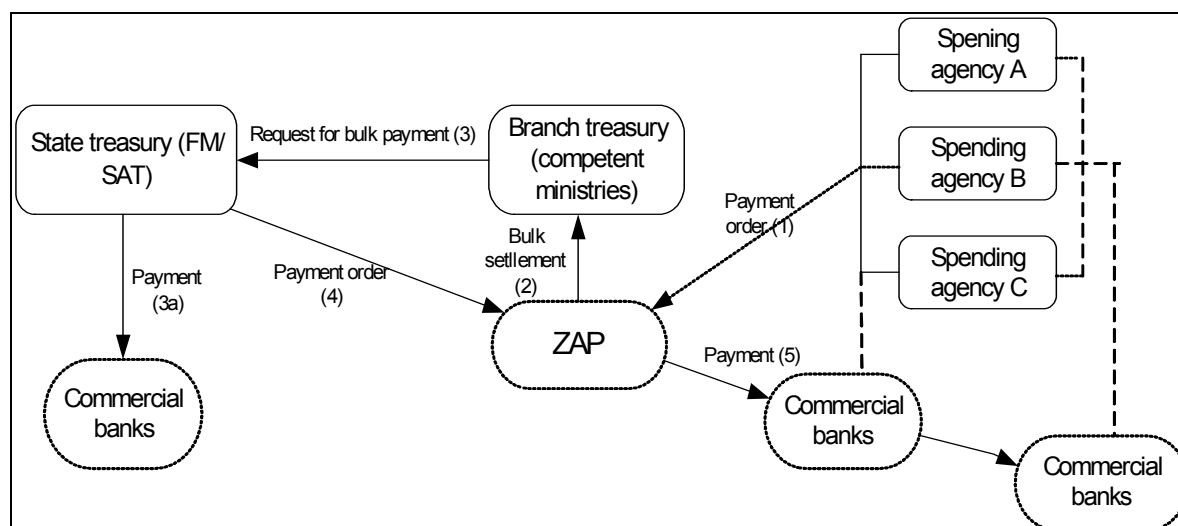 Spening
agency A
State treasury (FM/
SAT)
Request for bulk payment (3)
Branch treasury
(competent
ministries)
Spending
agency B
Payment
order (1)
Spending
agency C
Payment
(3a)
Payment order
(4)
Bulk
setllement
(2)
ZAP
Payment (5)
Commercial
banks
Commercial
banks
Commercial
banks